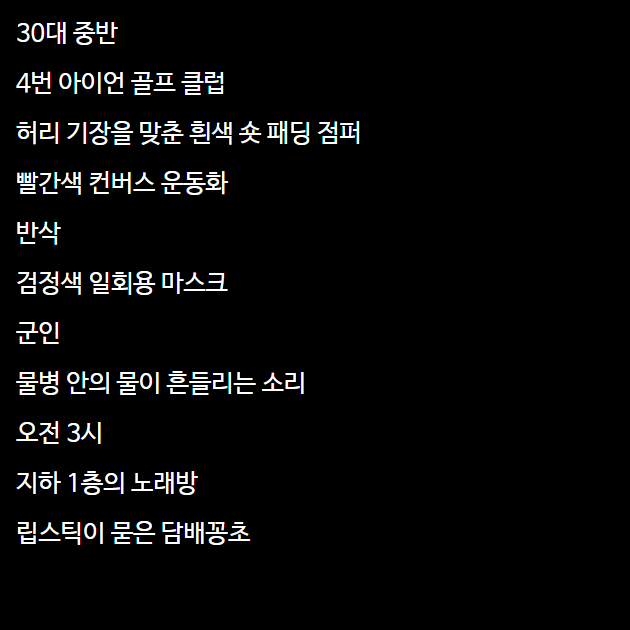 30대 중반
4번 아이언 골프 클럽
허리 기장을 맞춘 흰색 숏 패딩 점퍼
빨간색 컨버스 운동화
반삭
검정색 일회용 마스크
군인
물병 안의 물이 흔들리는 소리
오전 3시
지하 1층의 노래방
립스틱이 묻은 담배꽁초